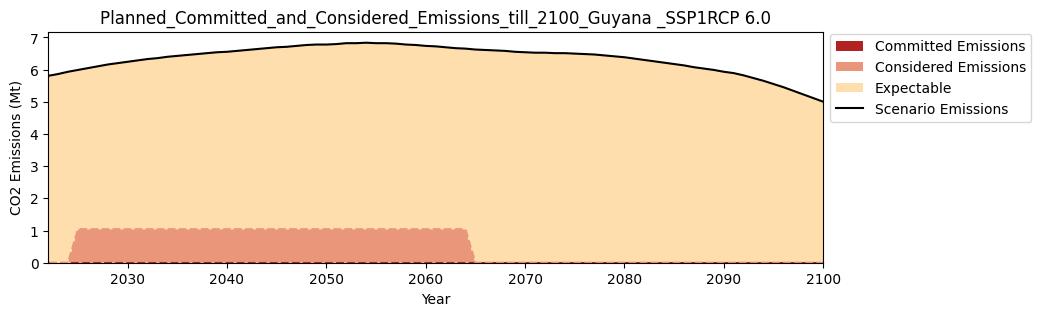 Planned_Committed_and_Considered_Emissions_till_2100_Guyana _SSP1RCP 6.0
CO2 Emissions (Mt)
7
6
5
4
3
2
1
0
2030 2040 2050 2060 2070 2080 2090 2100
Year
Committed Emissions
Considered Emissions
Expectable
Scenario Emissions